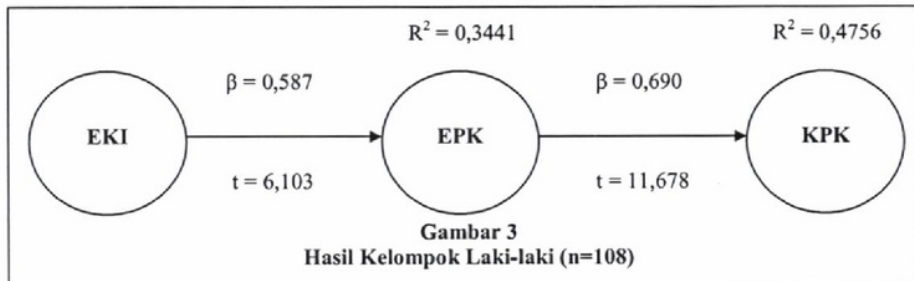 R² = 0,3441
R² = 0,4756
β = 0,587
β = 0,690
EKI
EPK
KPK
t = 6,103
t = 11,678
Gambar 3
Hasil Kelompok Laki-laki (n=108)